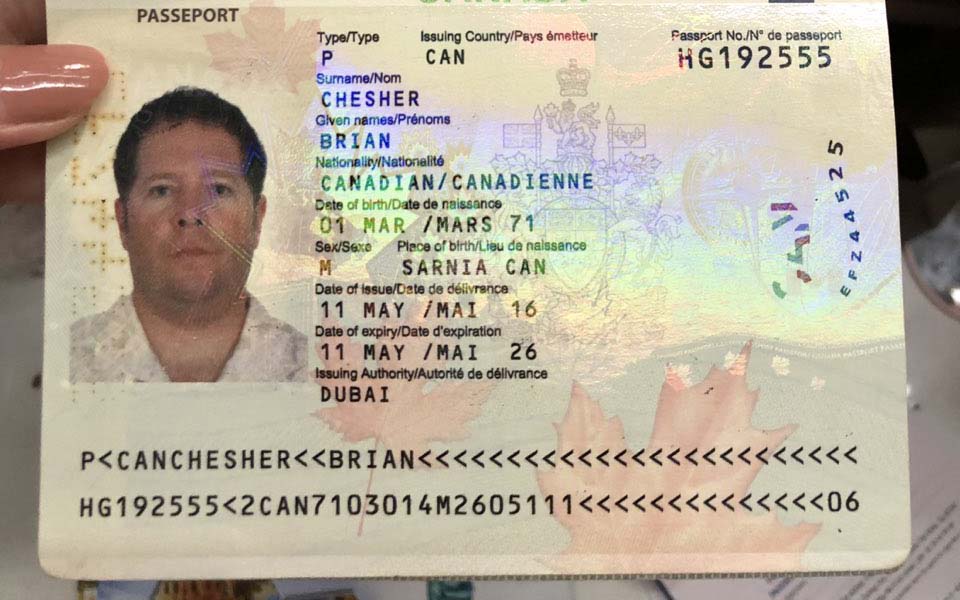 PASSEPORT
Type/Type Issuing Country/Pays émetteur Passport No./N° de passeport
P CAN HG192555
Surname/Nom
CHESHER
Given names/Prénoms
BRIAN
Nationality/Nationalité
CANADIAN/CANADIENNE
Date of birth/Date de naissance
01 MAR /MARS 71
Sex/Sexe Place of birth/Lieu de naissance
M SARNIA CAN
Date of issue/Date de délivrance
11 MAY /MAI 16
Date of expiry/Date d'expiration
11 MAY /MAI 26
Issuing Authority/Autorité de délivrance
DUBAI
EFZ44525
P<CANCHESHER<<BRIAN<<<<<<<<<<<<<<<<<<<<<<<<<
HG192555<2CAN7103014M2605111<<<<<<<<<<<<<<06